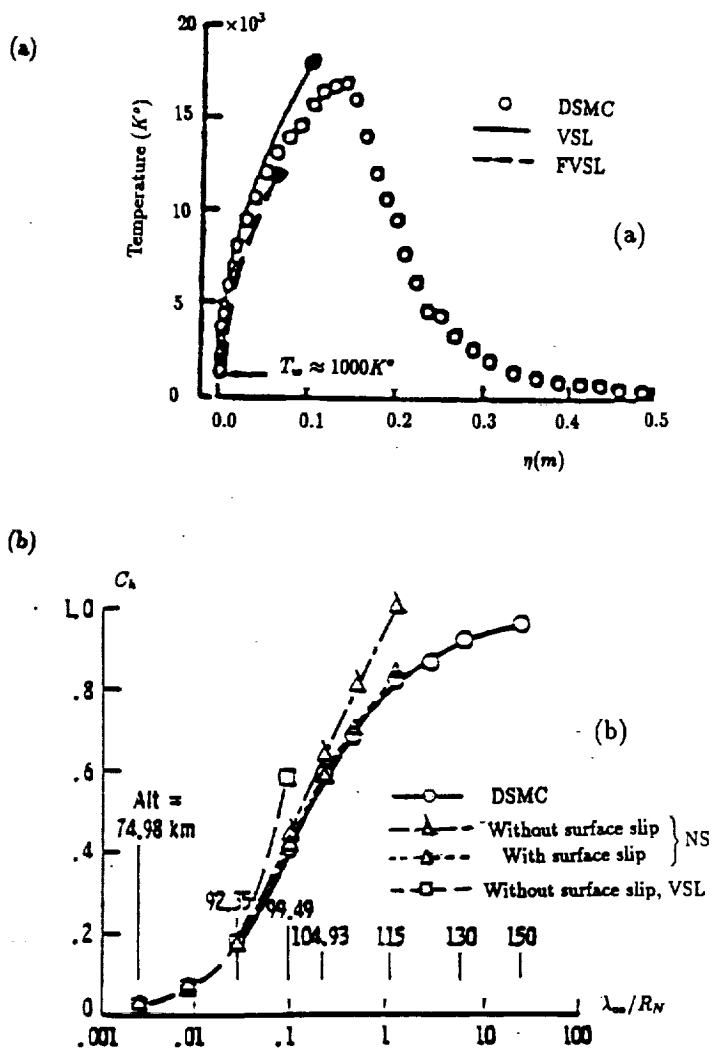 (a)
20 ×10³
15
10
5
0
Temperature (K°)
DSMC
VSL
FVSL
(a)
T_w ≈ 1000K°
0.0 0.1 0.2 0.3 0.4 0.5
η(m)
(b)
C_h
1.0
.8
.6
.4
.2
0
(b)
Alt =
74.98 km
92.35
99.49
104.93
115
130
150
DSMC
Without surface slip
With surface slip
} NS
Without surface slip, VSL
.001 .01 .1 1 10 100
λ∞/R_N